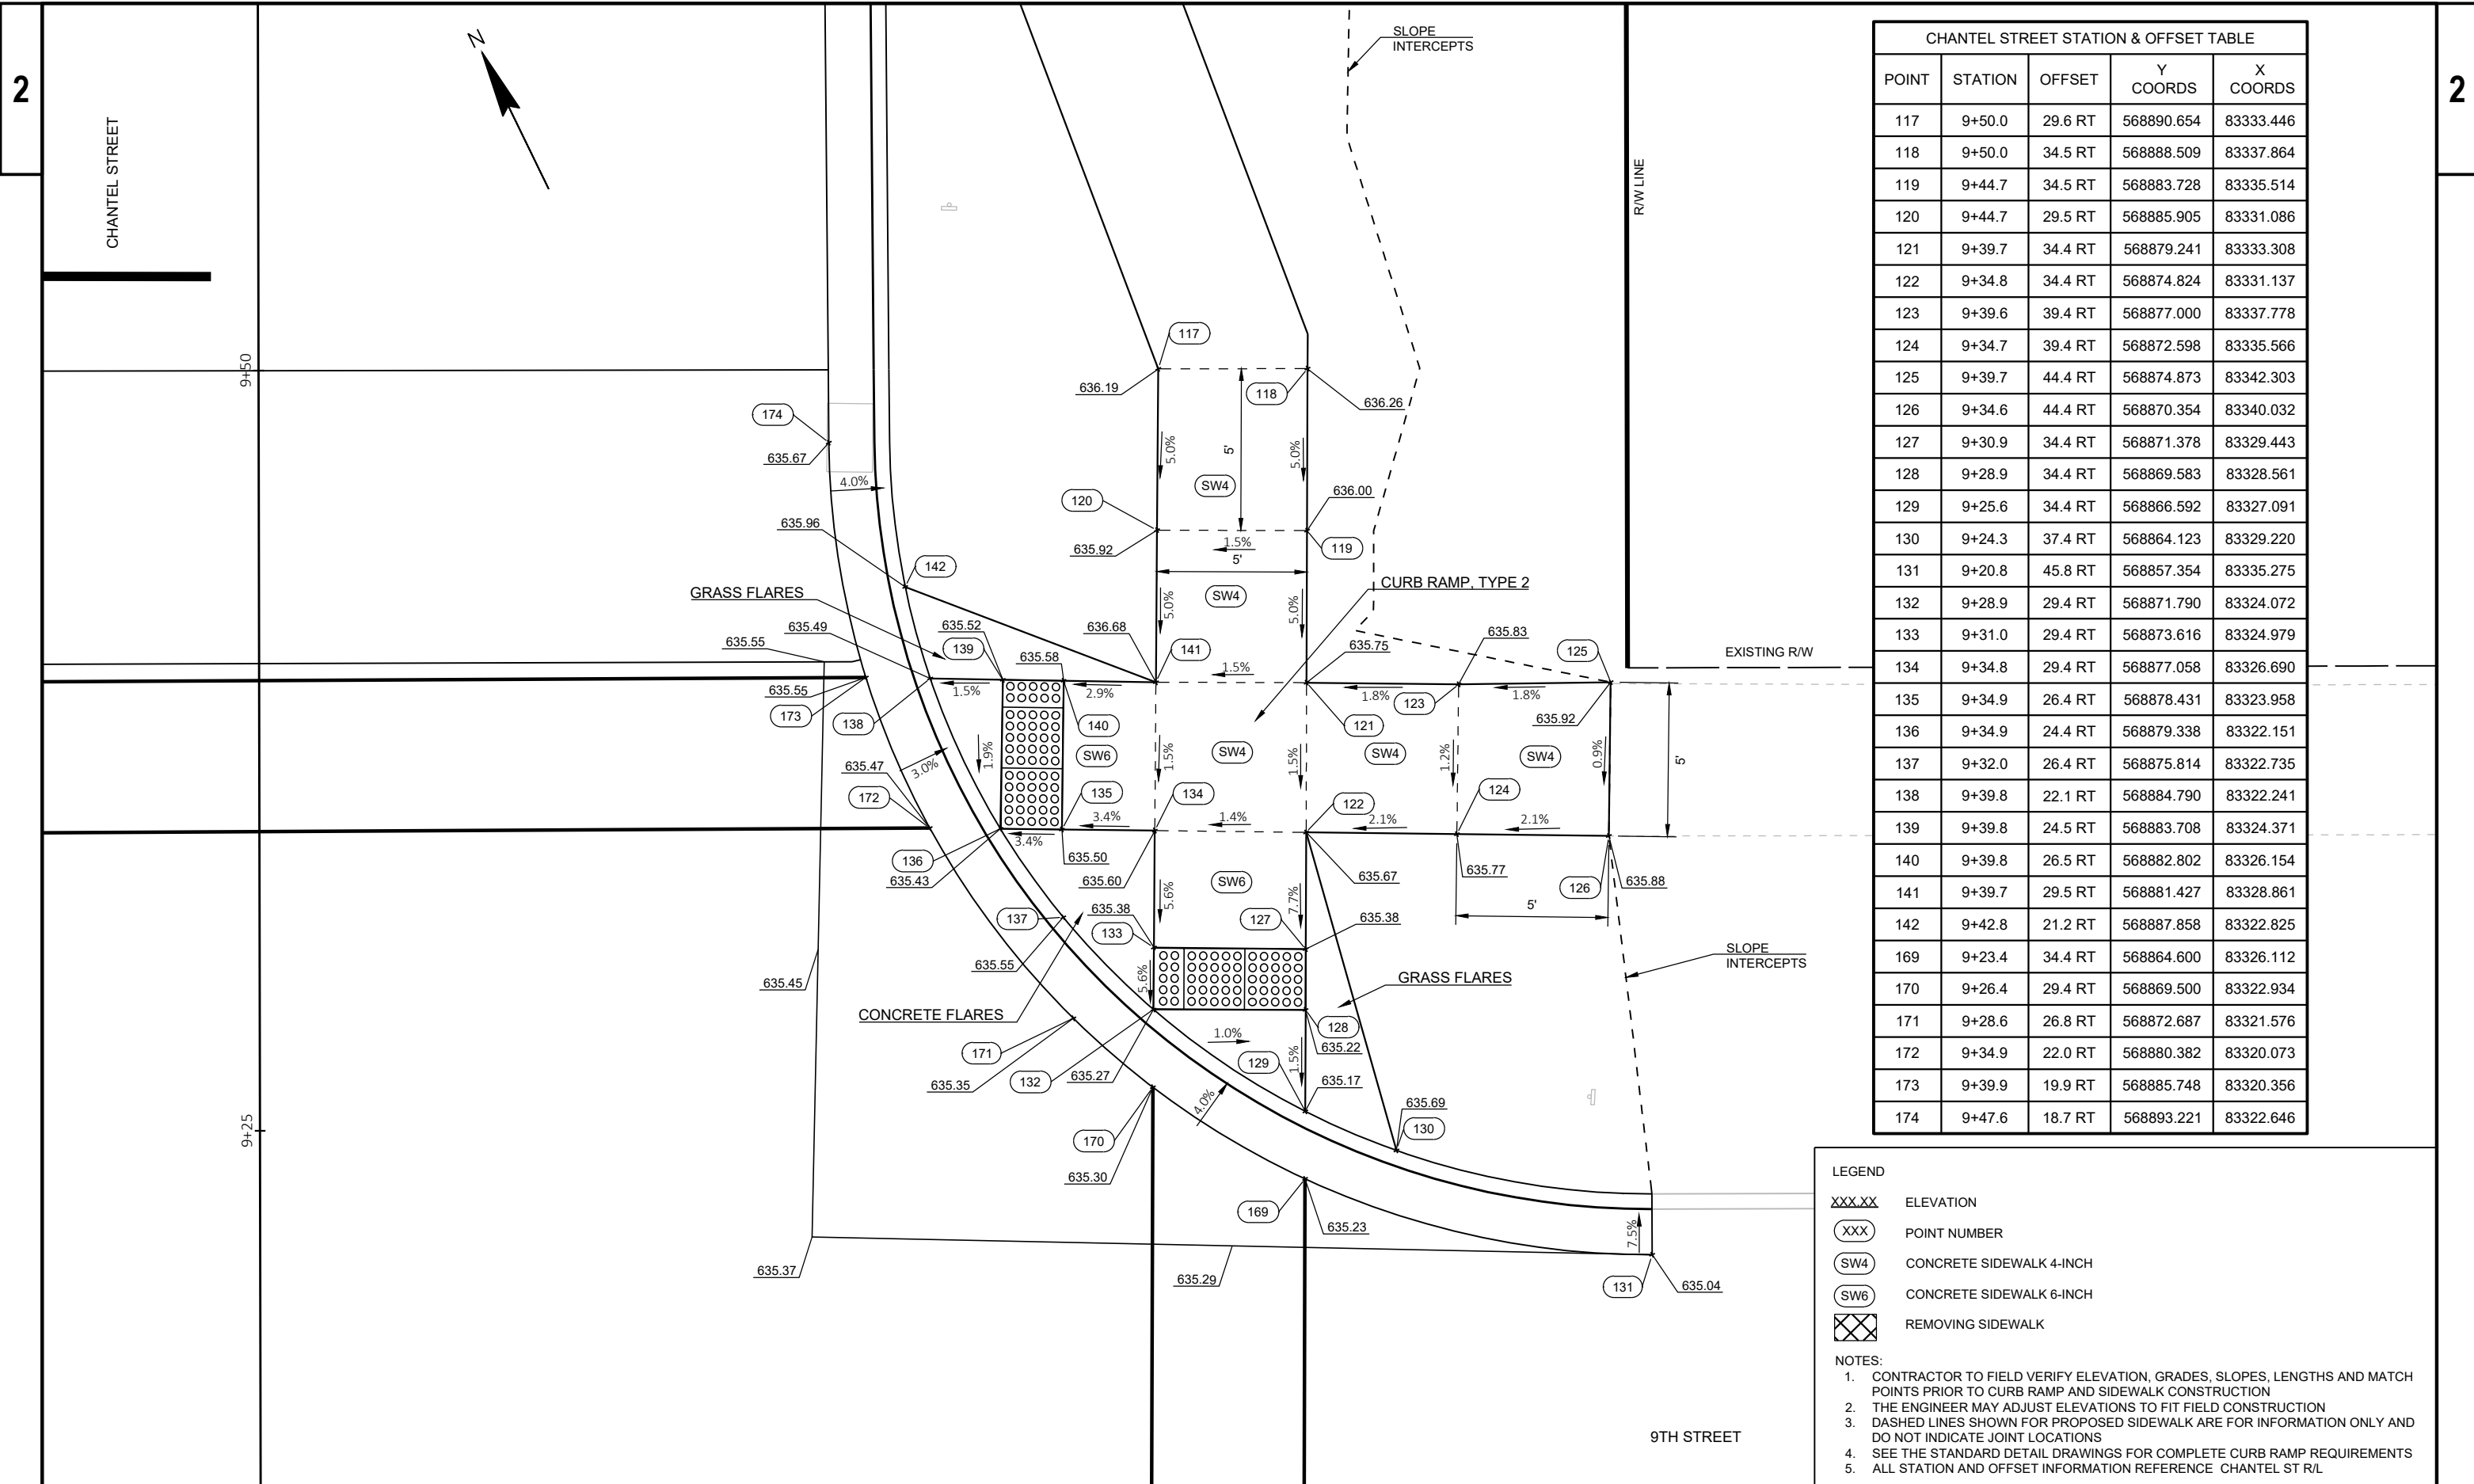 2
2
CHANTEL STREET
N
SLOPE
INTERCEPTS
R/W LINE
CHANTEL STREET STATION & OFFSET TABLE
POINT STATION OFFSET Y COORDS X COORDS
117 9+50.0 29.6 RT 568890.654 83333.446
118 9+50.0 34.5 RT 568888.509 83337.864
119 9+44.7 34.5 RT 568883.728 83335.514
120 9+44.7 29.5 RT 568885.905 83331.086
121 9+39.7 34.4 RT 568879.241 83333.308
122 9+34.8 34.4 RT 568874.824 83331.137
123 9+39.6 39.4 RT 568877.000 83337.778
124 9+34.7 39.4 RT 568872.598 83335.566
125 9+39.7 44.4 RT 568874.873 83342.303
126 9+34.6 44.4 RT 568870.354 83340.032
127 9+30.9 34.4 RT 568871.378 83329.443
128 9+28.9 34.4 RT 568869.583 83328.561
129 9+25.6 34.4 RT 568866.592 83327.091
130 9+24.3 37.4 RT 568864.123 83329.220
131 9+20.8 45.8 RT 568857.354 83335.275
132 9+28.9 29.4 RT 568871.790 83324.072
133 9+31.0 29.4 RT 568873.616 83324.979
134 9+34.8 29.4 RT 568877.058 83326.690
135 9+34.9 26.4 RT 568878.431 83323.958
136 9+34.9 24.4 RT 568879.338 83322.151
137 9+32.0 26.4 RT 568875.814 83322.735
138 9+39.8 22.1 RT 568884.790 83322.241
139 9+39.8 24.5 RT 568883.708 83324.371
140 9+39.8 26.5 RT 568882.802 83326.154
141 9+39.7 29.5 RT 568881.427 83328.861
142 9+42.8 21.2 RT 568887.858 83322.825
169 9+23.4 34.4 RT 568864.600 83326.112
170 9+26.4 29.4 RT 568869.500 83322.934
171 9+28.6 26.8 RT 568872.687 83321.576
172 9+34.9 22.0 RT 568880.382 83320.073
173 9+39.9 19.9 RT 568885.748 83320.356
174 9+47.6 18.7 RT 568893.221 83322.646
9+50
117
636.19
118
636.26
174
635.67
4.0%
5.0%
5'
5.0%
SW4
120
636.00
635.96
635.92
1.5%
119
5'
142
CURB RAMP, TYPE 2
GRASS FLARES
SW4
5.0%
5.0%
635.49
635.52
636.68
635.83
635.55
139
635.58
141
635.75
125
EXISTING R/W
1.5%
635.55
1.5%
2.9%
1.8%
123
1.8%
173
138
140
121
635.92
1.9%
SW6
1.5%
SW4
1.5%
SW4
1.2%
SW4
0.9%
5'
3.0%
635.47
172
135
134
122
124
3.4%
1.4%
2.1%
2.1%
3.4%
136
635.50
635.43
635.60
635.67
635.77
126
635.88
SW6
5.6%
7.7%
5'
635.38
137
127
635.38
133
SLOPE
INTERCEPTS
635.55
635.45
5.6%
GRASS FLARES
CONCRETE FLARES
1.0%
128
171
635.22
129
1.5%
635.35
132
635.27
635.17
4.0%
635.69
130
9+25
170
635.30
169
635.23
7.5%
635.37
635.29
131
635.04
9TH STREET
LEGEND
XXX.XX ELEVATION
XXX POINT NUMBER
SW4 CONCRETE SIDEWALK 4-INCH
SW6 CONCRETE SIDEWALK 6-INCH
REMOVING SIDEWALK
NOTES:
1. CONTRACTOR TO FIELD VERIFY ELEVATION, GRADES, SLOPES, LENGTHS AND MATCH
POINTS PRIOR TO CURB RAMP AND SIDEWALK CONSTRUCTION
2. THE ENGINEER MAY ADJUST ELEVATIONS TO FIT FIELD CONSTRUCTION
3. DASHED LINES SHOWN FOR PROPOSED SIDEWALK ARE FOR INFORMATION ONLY AND
DO NOT INDICATE JOINT LOCATIONS
4. SEE THE STANDARD DETAIL DRAWINGS FOR COMPLETE CURB RAMP REQUIREMENTS
5. ALL STATION AND OFFSET INFORMATION REFERENCE CHANTEL ST R/L